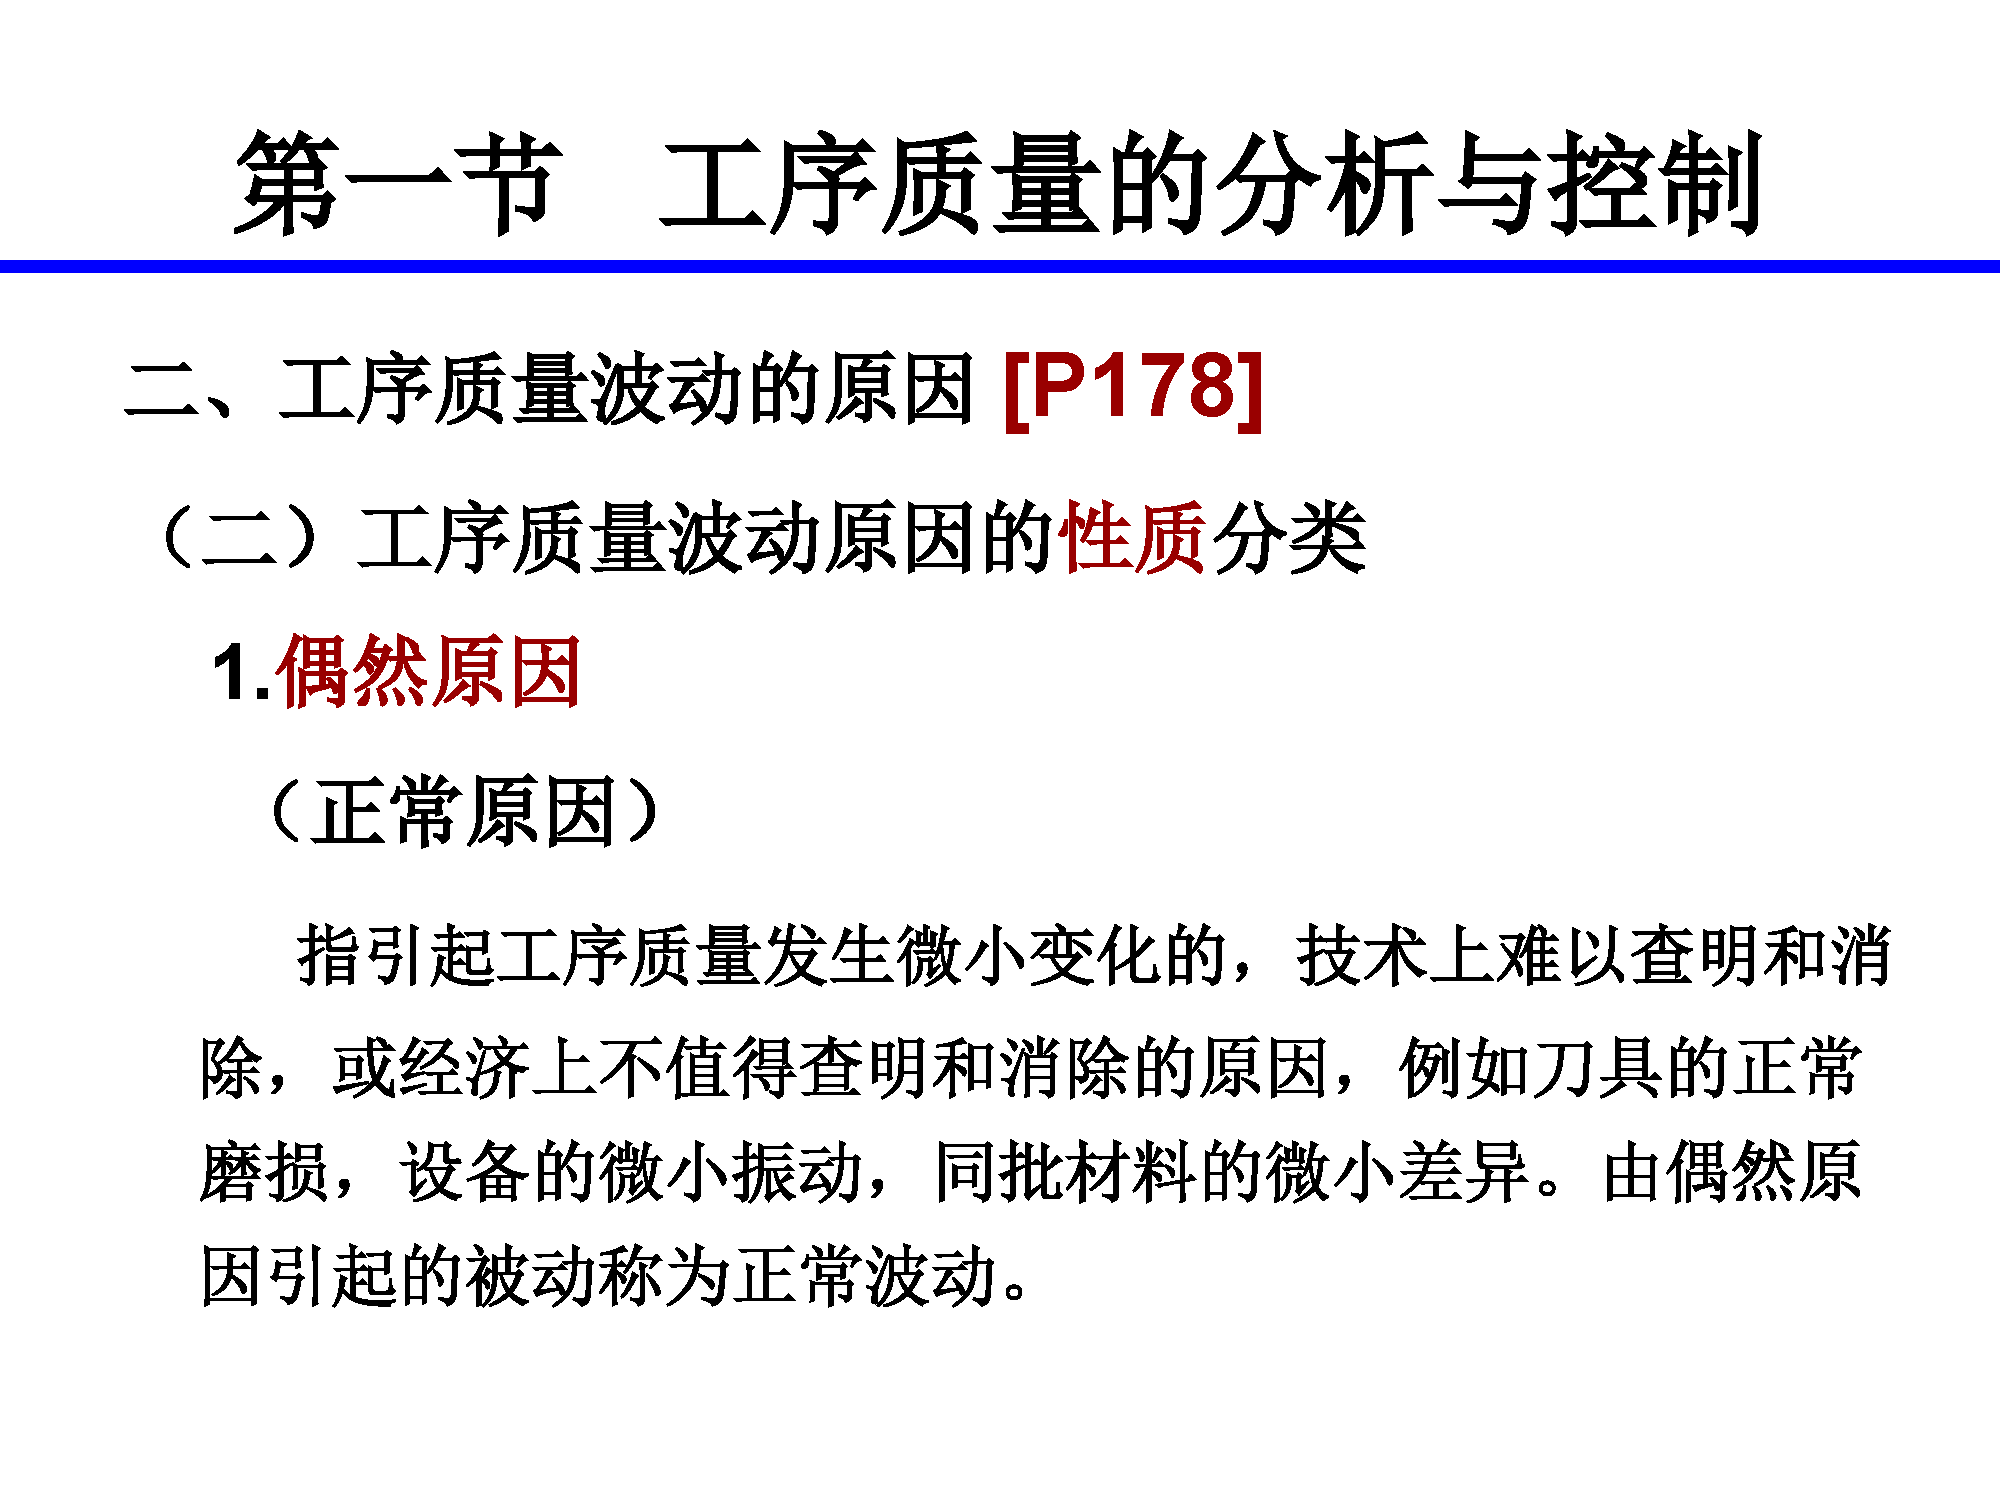 第一节 工序质量的分析与控制
二、工序质量波动的原因 [P178]
（二）工序质量波动原因的性质分类
1.偶然原因
（正常原因）
指引起工序质量发生微小变化的，技术上难以查明和消
除，或经济上不值得查明和消除的原因，例如刀具的正常
磨损，设备的微小振动，同批材料的微小差异。由偶然原
因引起的被动称为正常波动。